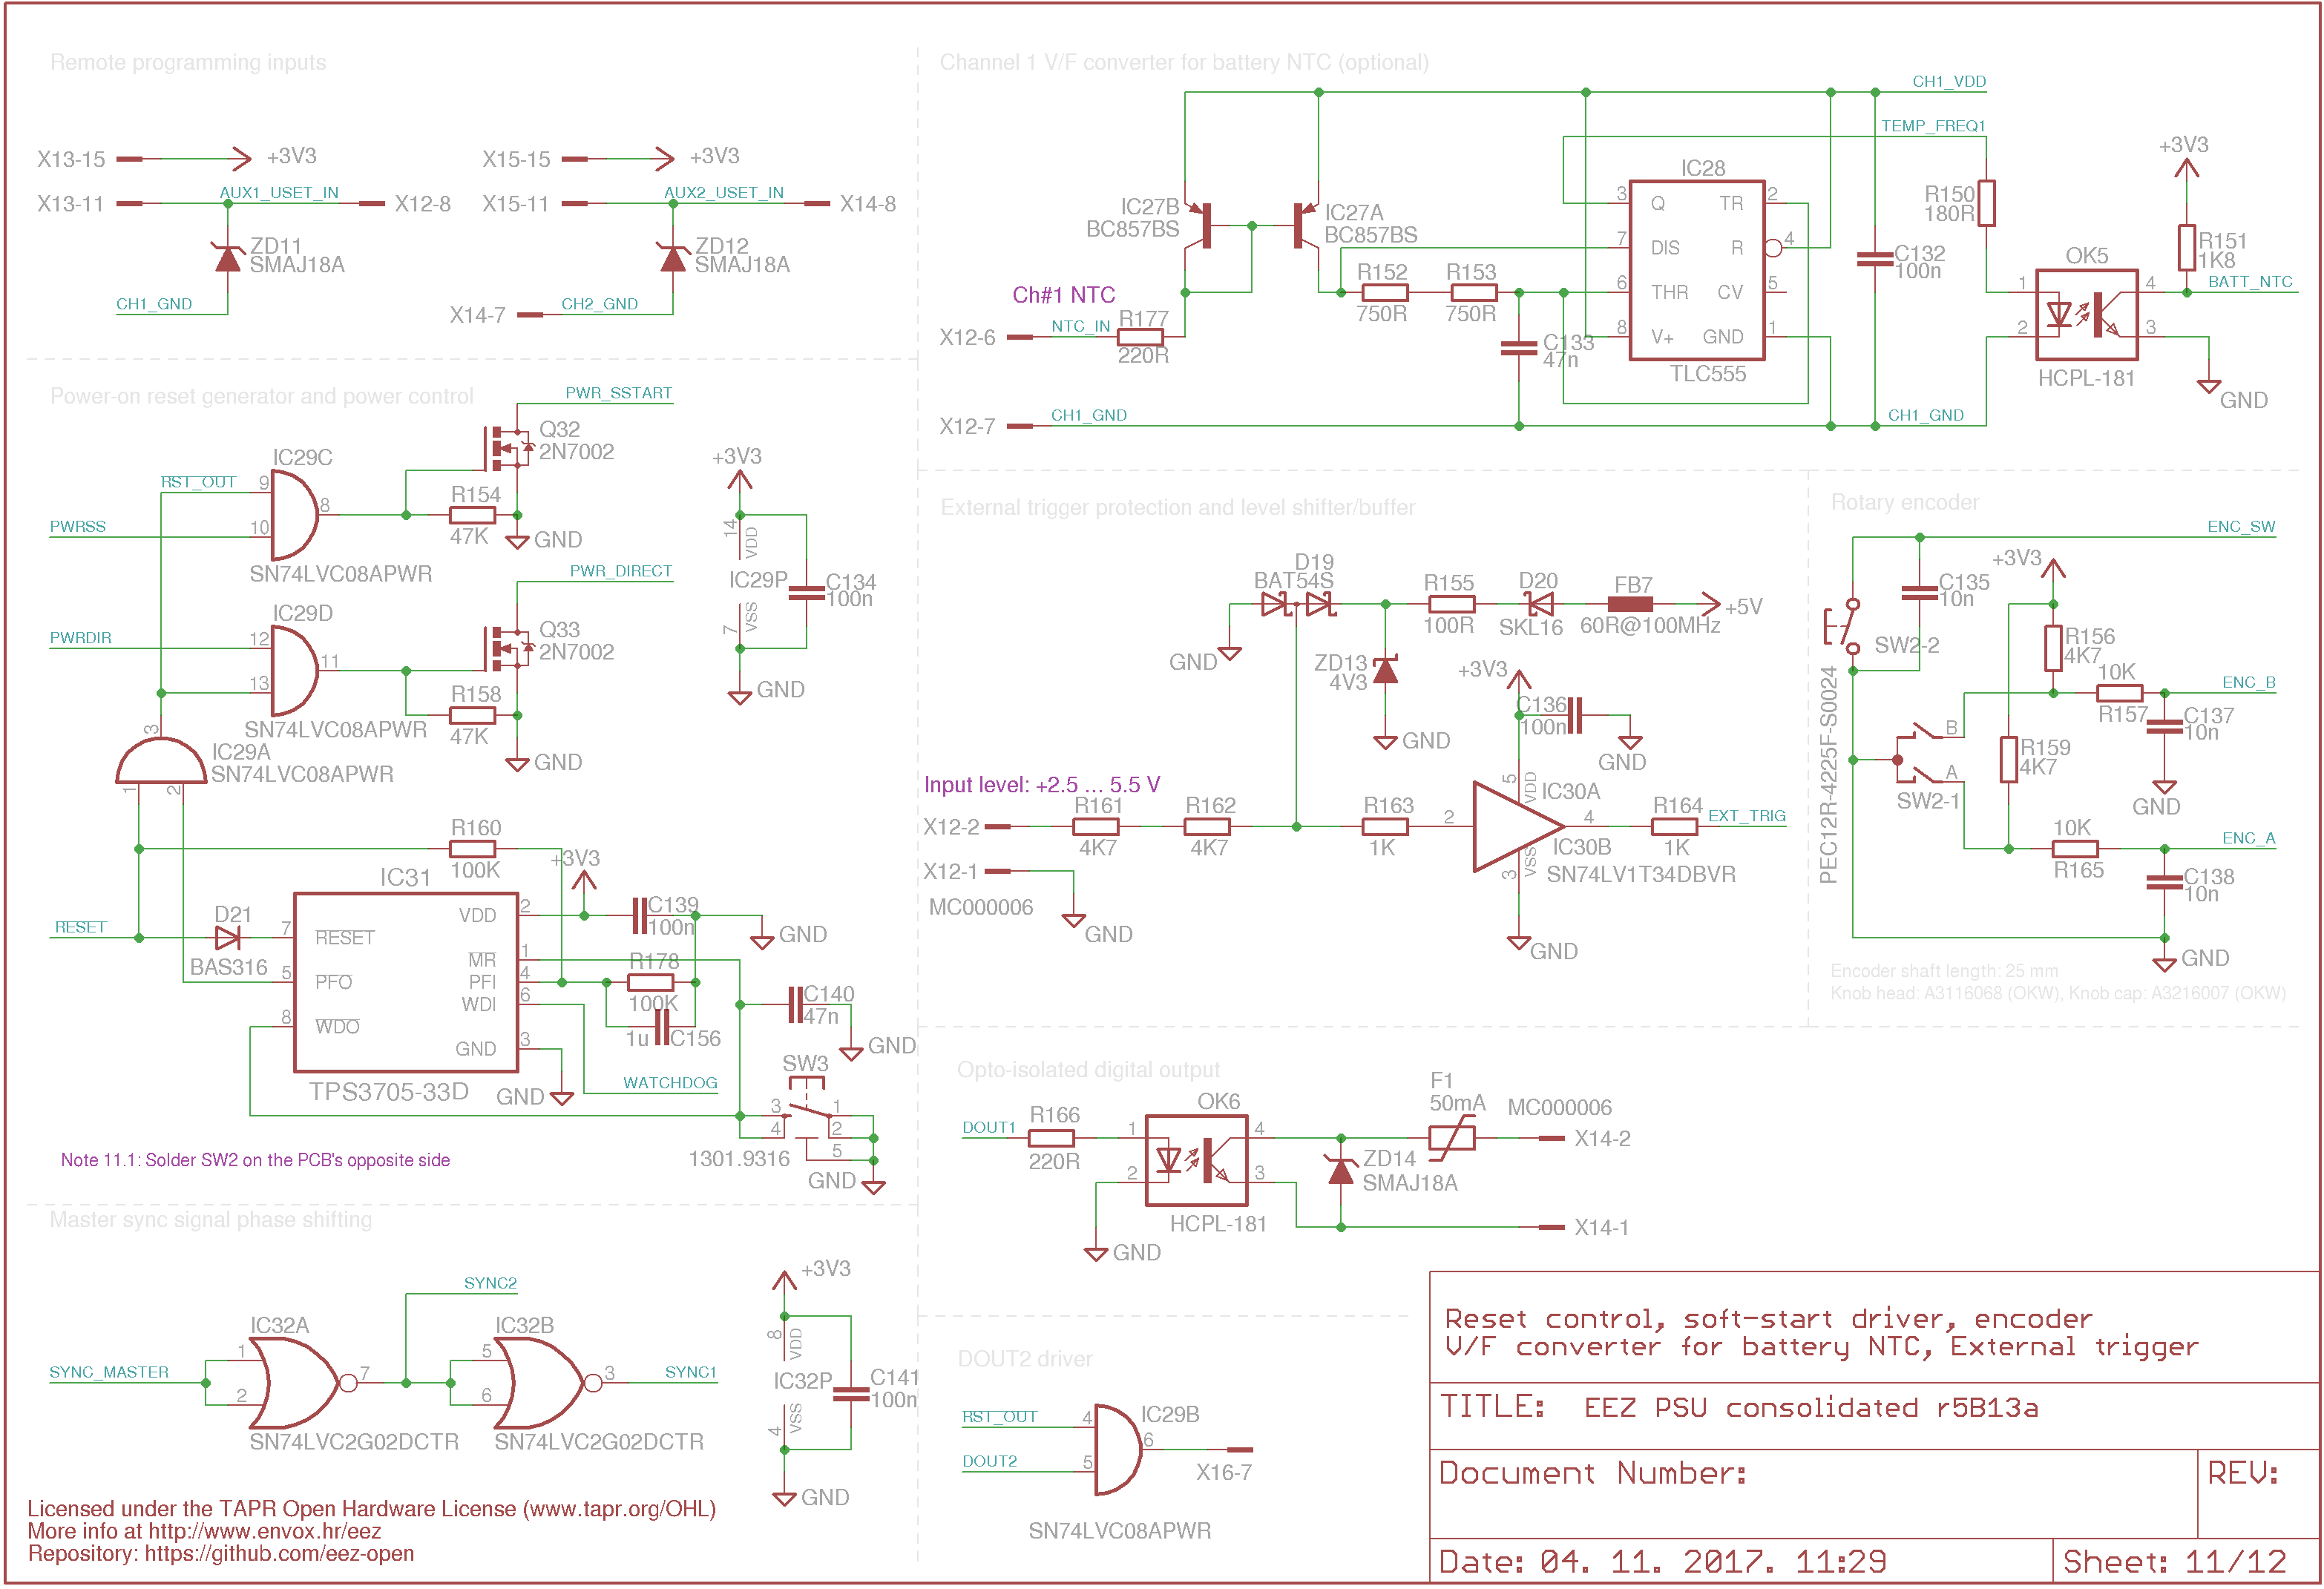 Remote programming inputs
X13-15
+3V3
X15-15
+3V3
X13-11
AUX1_USET_IN
X12-8
X15-11
AUX2_USET_IN
X14-8
ZD11
SMAJ18A
ZD12
SMAJ18A
CH1_GND
X14-7
CH2_GND
Channel 1 V/F converter for battery NTC (optional)
CH1_VDD
TEMP_FREQ1
+3V3
IC28
IC27B
BC857BS
IC27A
BC857BS
3
Q
TR
2
7
DIS
R
4
6
THR
CV
5
8
V+
GND
1
TLC555
R150
180R
C132
100n
R151
1K8
OK5
1
2
4
3
BATT_NTC
HCPL-181
GND
R152
750R
R153
750R
C133
47n
Ch#1 NTC
X12-6
NTC_IN
R177
220R
X12-7
CH1_GND
CH1_GND
Power-on reset generator and power control
PWR_SSTART
Q32
2N7002
IC29C
RST_OUT
9
10
8
PWRSS
R154
47K
GND
SN74LVC08APWR
PWR_DIRECT
IC29D
PWRDIR
12
13
11
Q33
2N7002
R158
47K
GND
SN74LVC08APWR
+3V3
14
VDD
IC29P
VSS
7
C134
100n
GND
3
IC29A
SN74LVC08APWR
1
2
R160
100K
+3V3
IC31
RESET
D21
BAS316
7
RESET
5
PFO
8
WDO
VDD
2
MR
1
PFI
4
WDI
6
GND
3
TPS3705-33D
GND
C139
100n
GND
R178
100K
1u
C156
C140
47n
GND
WATCHDOG
SW3
3
4
1
2
5
1301.9316
GND
Note 11.1: Solder SW2 on the PCB's opposite side
External trigger protection and level shifter/buffer
D19
BAT54S
R155
100R
D20
SKL16
FB7
60R@100MHz
+5V
GND
ZD13
4V3
GND
+3V3
C136
100n
GND
Input level: +2.5 ... 5.5 V
X12-2
R161
4K7
R162
4K7
R163
1K
2
5
VDD
IC30A
4
R164
1K
EXT_TRIG
IC30B
VSS
3
SN74LV1T34DBVR
X12-1
MC000006
GND
GND
Rotary encoder
ENC_SW
+3V3
C135
10n
SW2-2
R156
4K7
10K
R157
ENC_B
C137
10n
GND
PEC12R-4225F-S0024
B
A
SW2-1
R159
4K7
10K
R165
ENC_A
C138
10n
GND
Encoder shaft length: 25 mm
Knob head: A3116068 (OKW), Knob cap: A3216007 (OKW)
Opto-isolated digital output
DOUT1
R166
220R
OK6
1
2
4
3
HCPL-181
GND
F1
50mA
MC000006
X14-2
ZD14
SMAJ18A
X14-1
Master sync signal phase shifting
SYNC2
SYNC_MASTER
IC32A
1
2
7
SN74LVC2G02DCTR
IC32B
5
6
3
SYNC1
SN74LVC2G02DCTR
+3V3
8
VDD
IC32P
VSS
4
C141
100n
GND
DOUT2 driver
RST_OUT
4
DOUT2
5
IC29B
6
X16-7
SN74LVC08APWR
Licensed under the TAPR Open Hardware License (www.tapr.org/OHL)
More info at http://www.envox.hr/eez
Repository: https://github.com/eez-open
Reset control, soft-start driver, encoder
V/F converter for battery NTC, External trigger
TITLE: EEZ PSU consolidated r5B13a
Document Number:
REV:
Date: 04. 11. 2017. 11:29
Sheet: 11/12